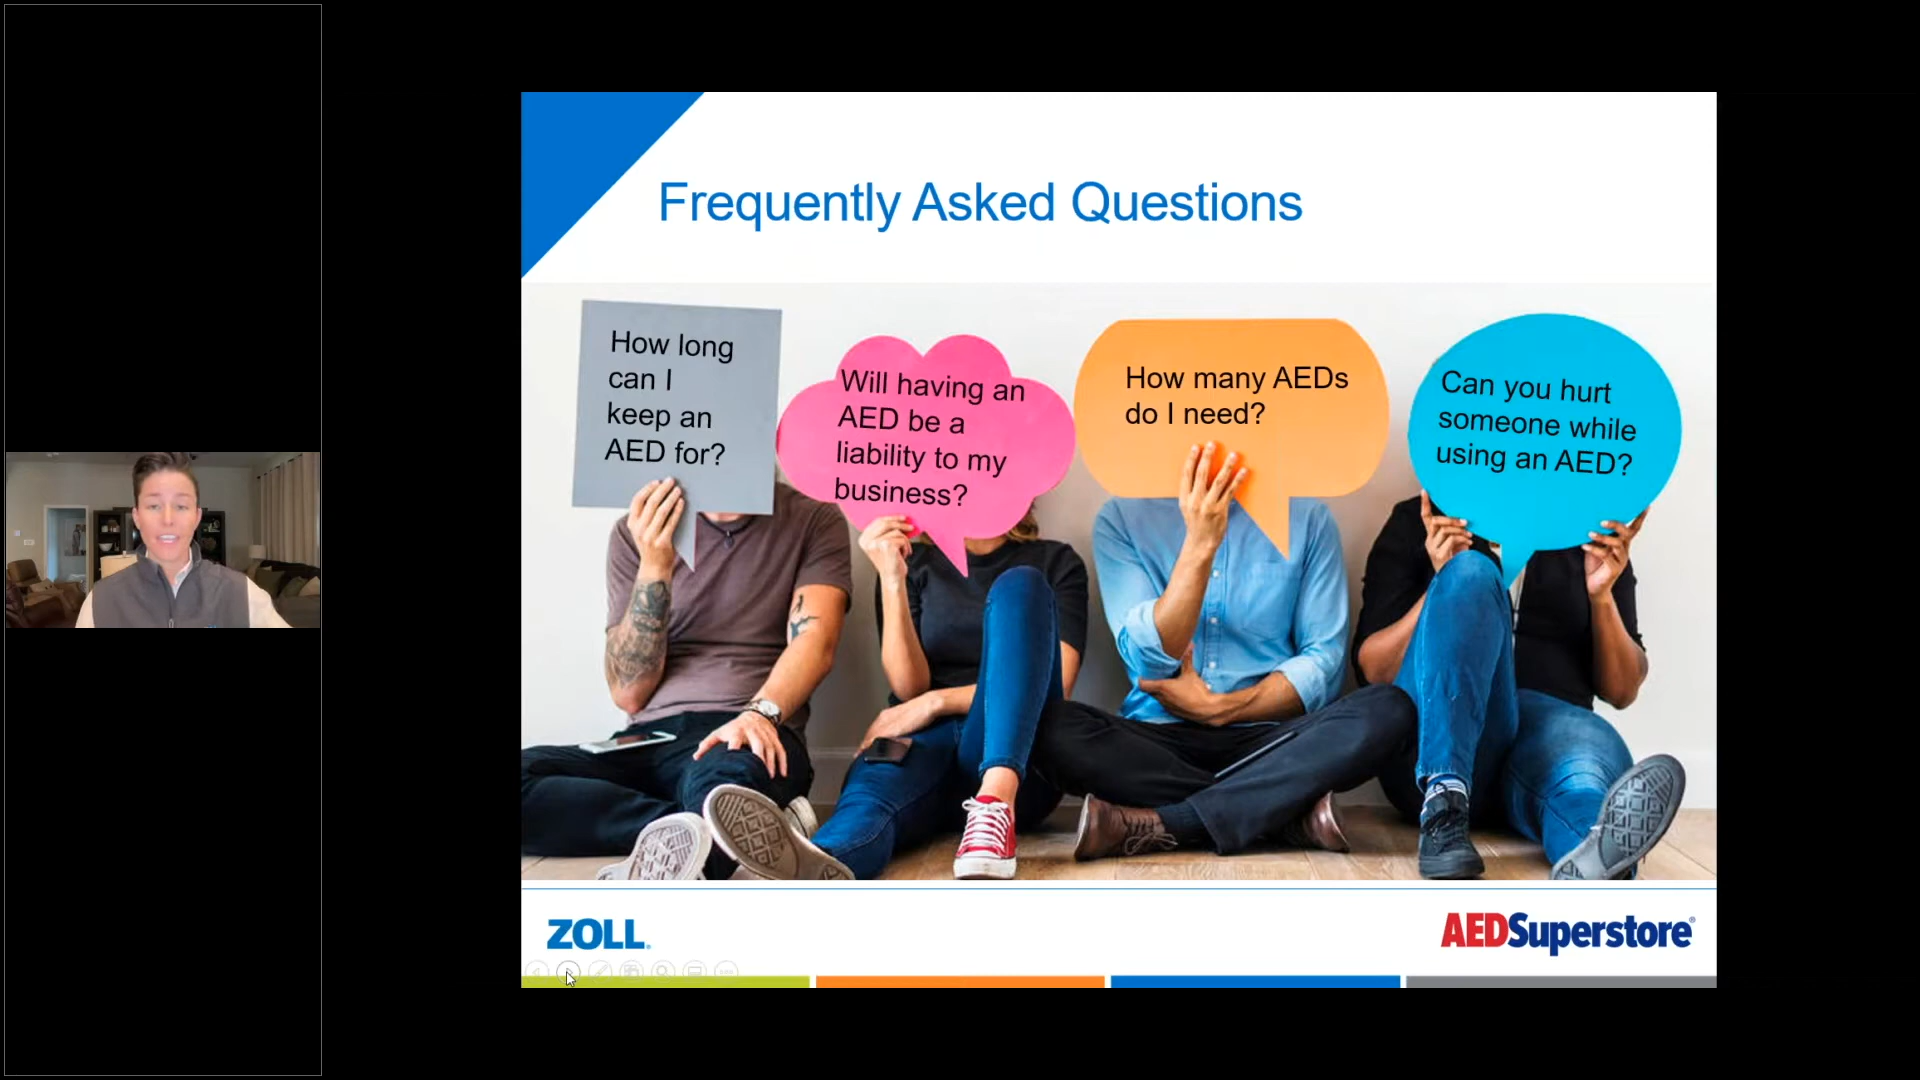 Frequently Asked Questions
How long
can I
keep an
AED for?
Will having an
AED be a
liability to my
business?
How many AEDs
do I need?
Can you hurt
someone while
using an AED?
ZOLL
AEDSuperstore®